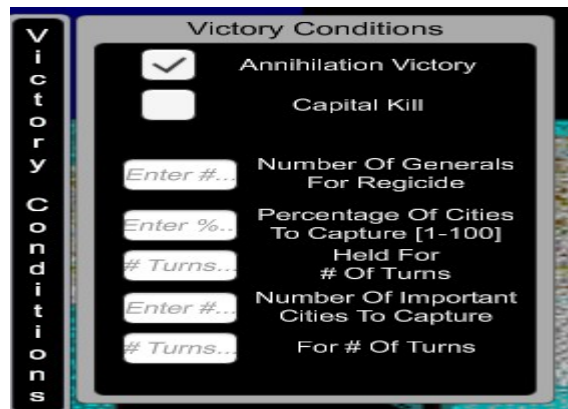 Victory Conditions
Victory Conditions
Annihilation Victory
Capital Kill
Enter #...
Number Of Generals
For Regicide
Enter %..
Percentage Of Cities
To Capture [1-100]
# Turns...
Held For
# Of Turns
Enter #...
Number Of Important
Cities To Capture
# Turns...
For # Of Turns